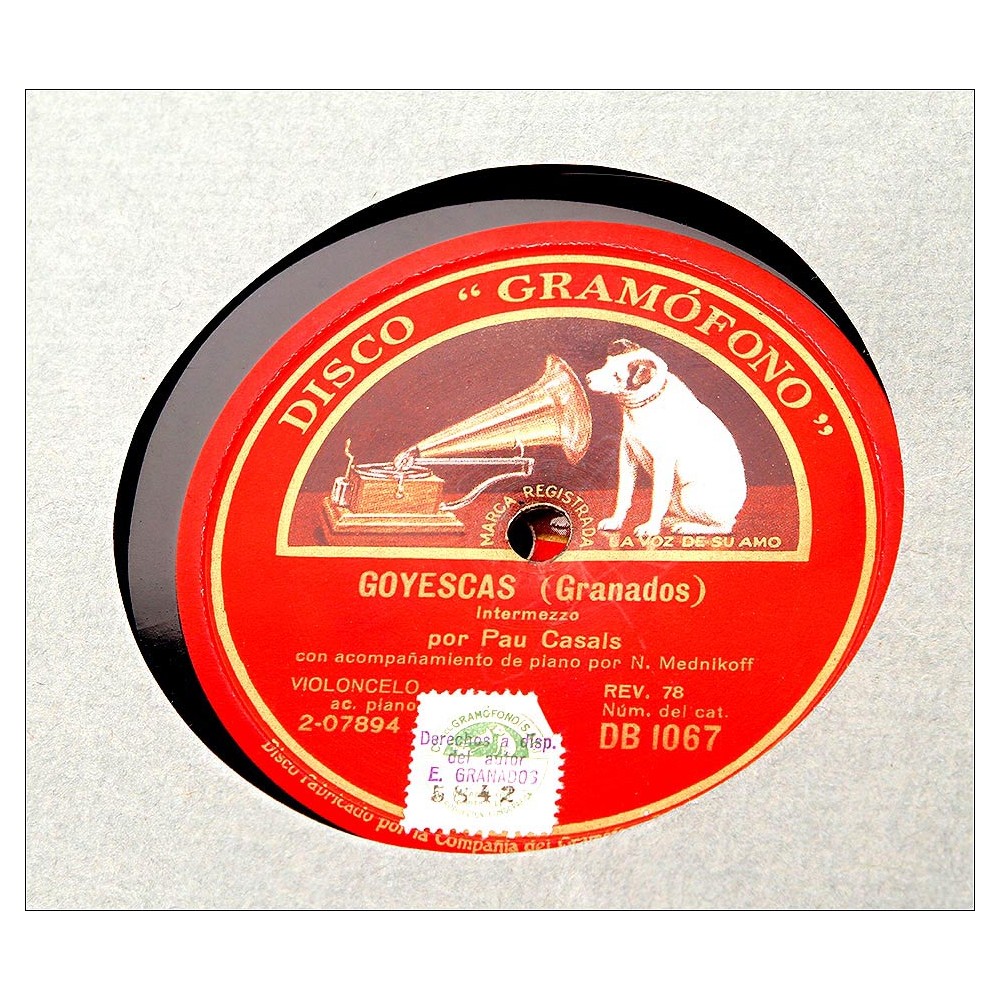 DISCO "GRAMÓFONO"
MARCA REGISTRADA
LA VOZ DE SU AMO
GOYESCAS (Granados)
Intermezzo
por Pau Casals
con acompañamiento de piano por N. Mednikoff
VIOLONCELO
ac. piano
2-07894
REV. 78
Núm. del cat.
DB 1067
GRAMÓFONO
Derechos a disp.
del autor
E. GRANADOS
5842
Disco fabricado por la Compañía del